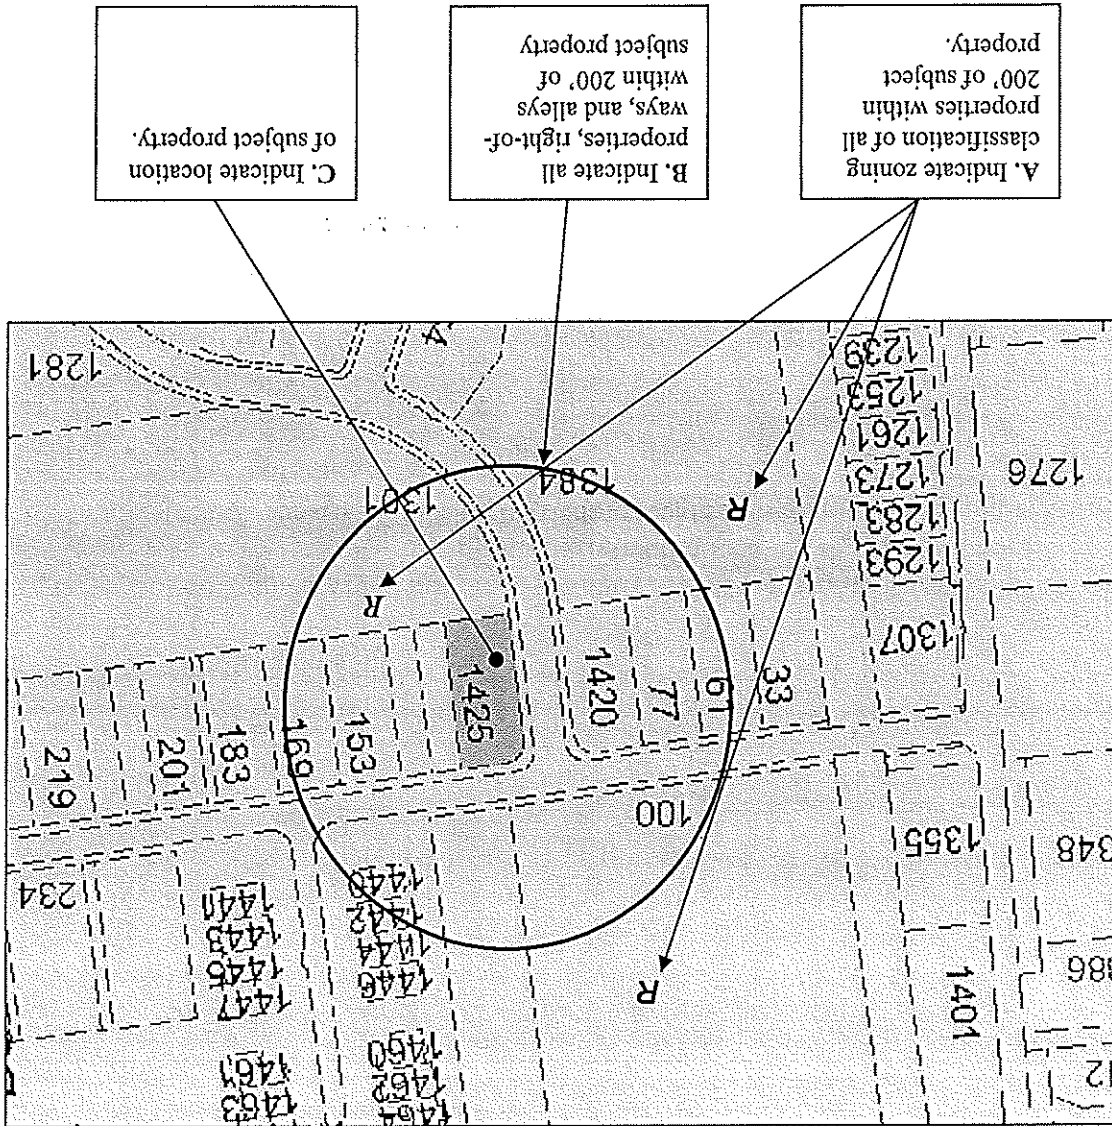 1464
1462
1460
1463
1461
12
1401
1447
1445
1443
1441
1446
1444
1442
1440
R
234
348
1355
100
219
201
183
169
153
1425
1420
77
61
33
1307
R
R
1301
1384
1293
1283
1273
1261
1253
1239
1276
1281
A
A. Indicate zoning
classification of all
properties within
200' of subject
property.
B. Indicate all
properties, right-of-
ways, and alleys
within 200' of
subject property
C. Indicate location
of subject property.